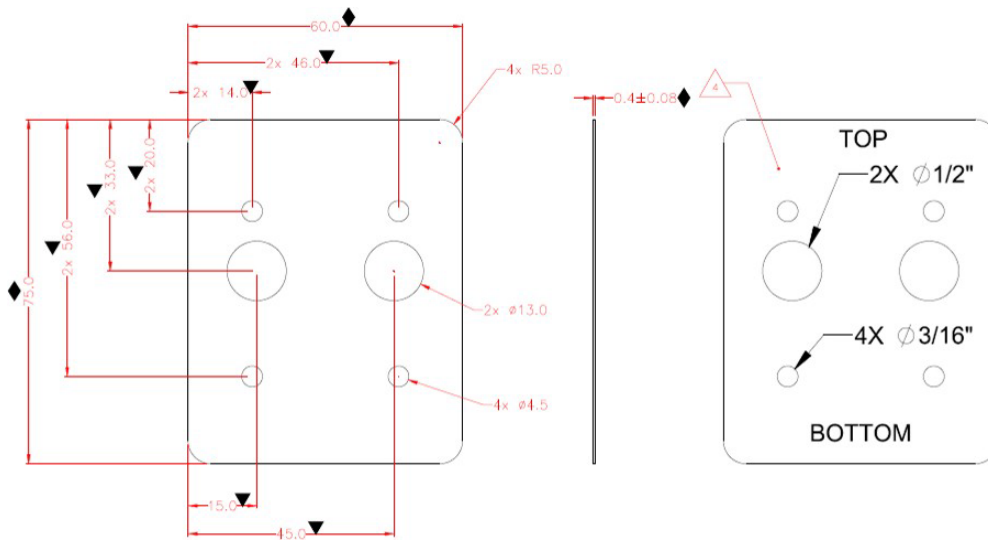 60.0
2x 46.0
2x 14.0
4x R5.0
0.4±0.08
4
2x 20.0
2x 33.0
2x 56.0
75.0
2x ø13.0
4x ø4.5
15.0
45.0
TOP
2X ∅1/2"
4X ∅3/16"
BOTTOM